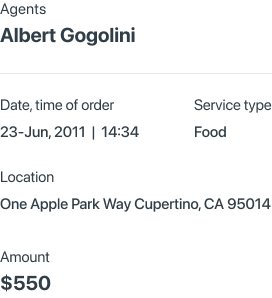 Agents
Albert Gogolini
Date, time of order
Service type
23-Jun, 2011 | 14:34
Food
Location
One Apple Park Way Cupertino, CA 95014
Amount
$550